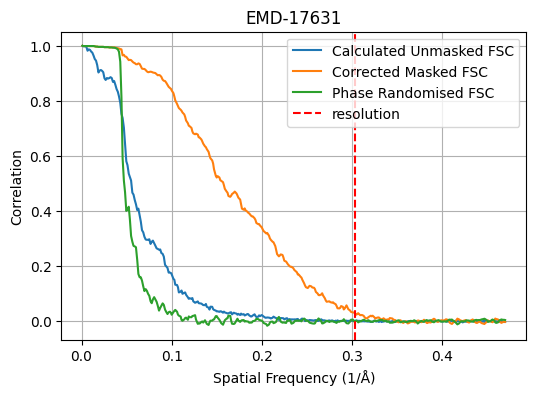 EMD-17631
Calculated Unmasked FSC
Corrected Masked FSC
Phase Randomised FSC
resolution
Correlation
1.0
0.8
0.6
0.4
0.2
0.0
0.0 0.1 0.2 0.3 0.4
Spatial Frequency (1/Å)